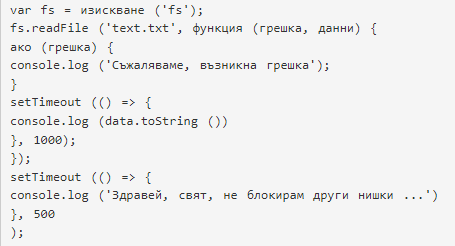 var fs = изискване ('fs');
fs.readFile ('text.txt', функция (грешка, данни) {
ако (грешка) {
console.log ('Съжаляваме, възникна грешка');
}
setTimeout (() => {
console.log (data.toString ())
}, 1000);
});
setTimeout (() => {
console.log ('Здравей, свят, не блокирам други нишки ...')
}, 500
);